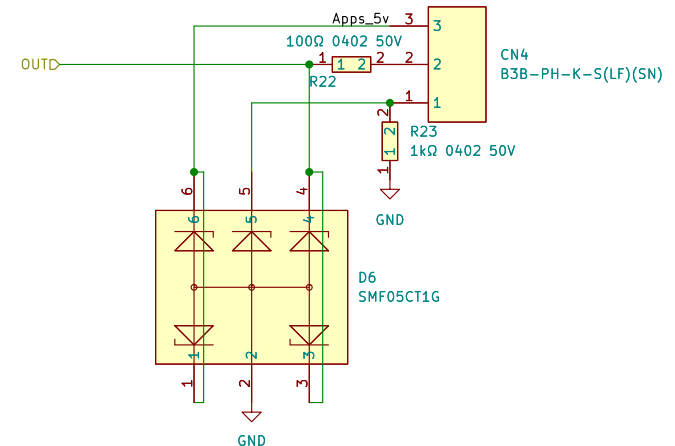 Apps_5v
3
3
100Ω 0402 50V
CN4
OUT
1
1 2
2
2
2
B3B-PH-K-S(LF)(SN)
R22
1
1
2
2
R23
1
1kΩ 0402 50V
1
GND
6
5
4
6
5
4
D6
SMF05CT1G
1
2
3
1
2
3
GND